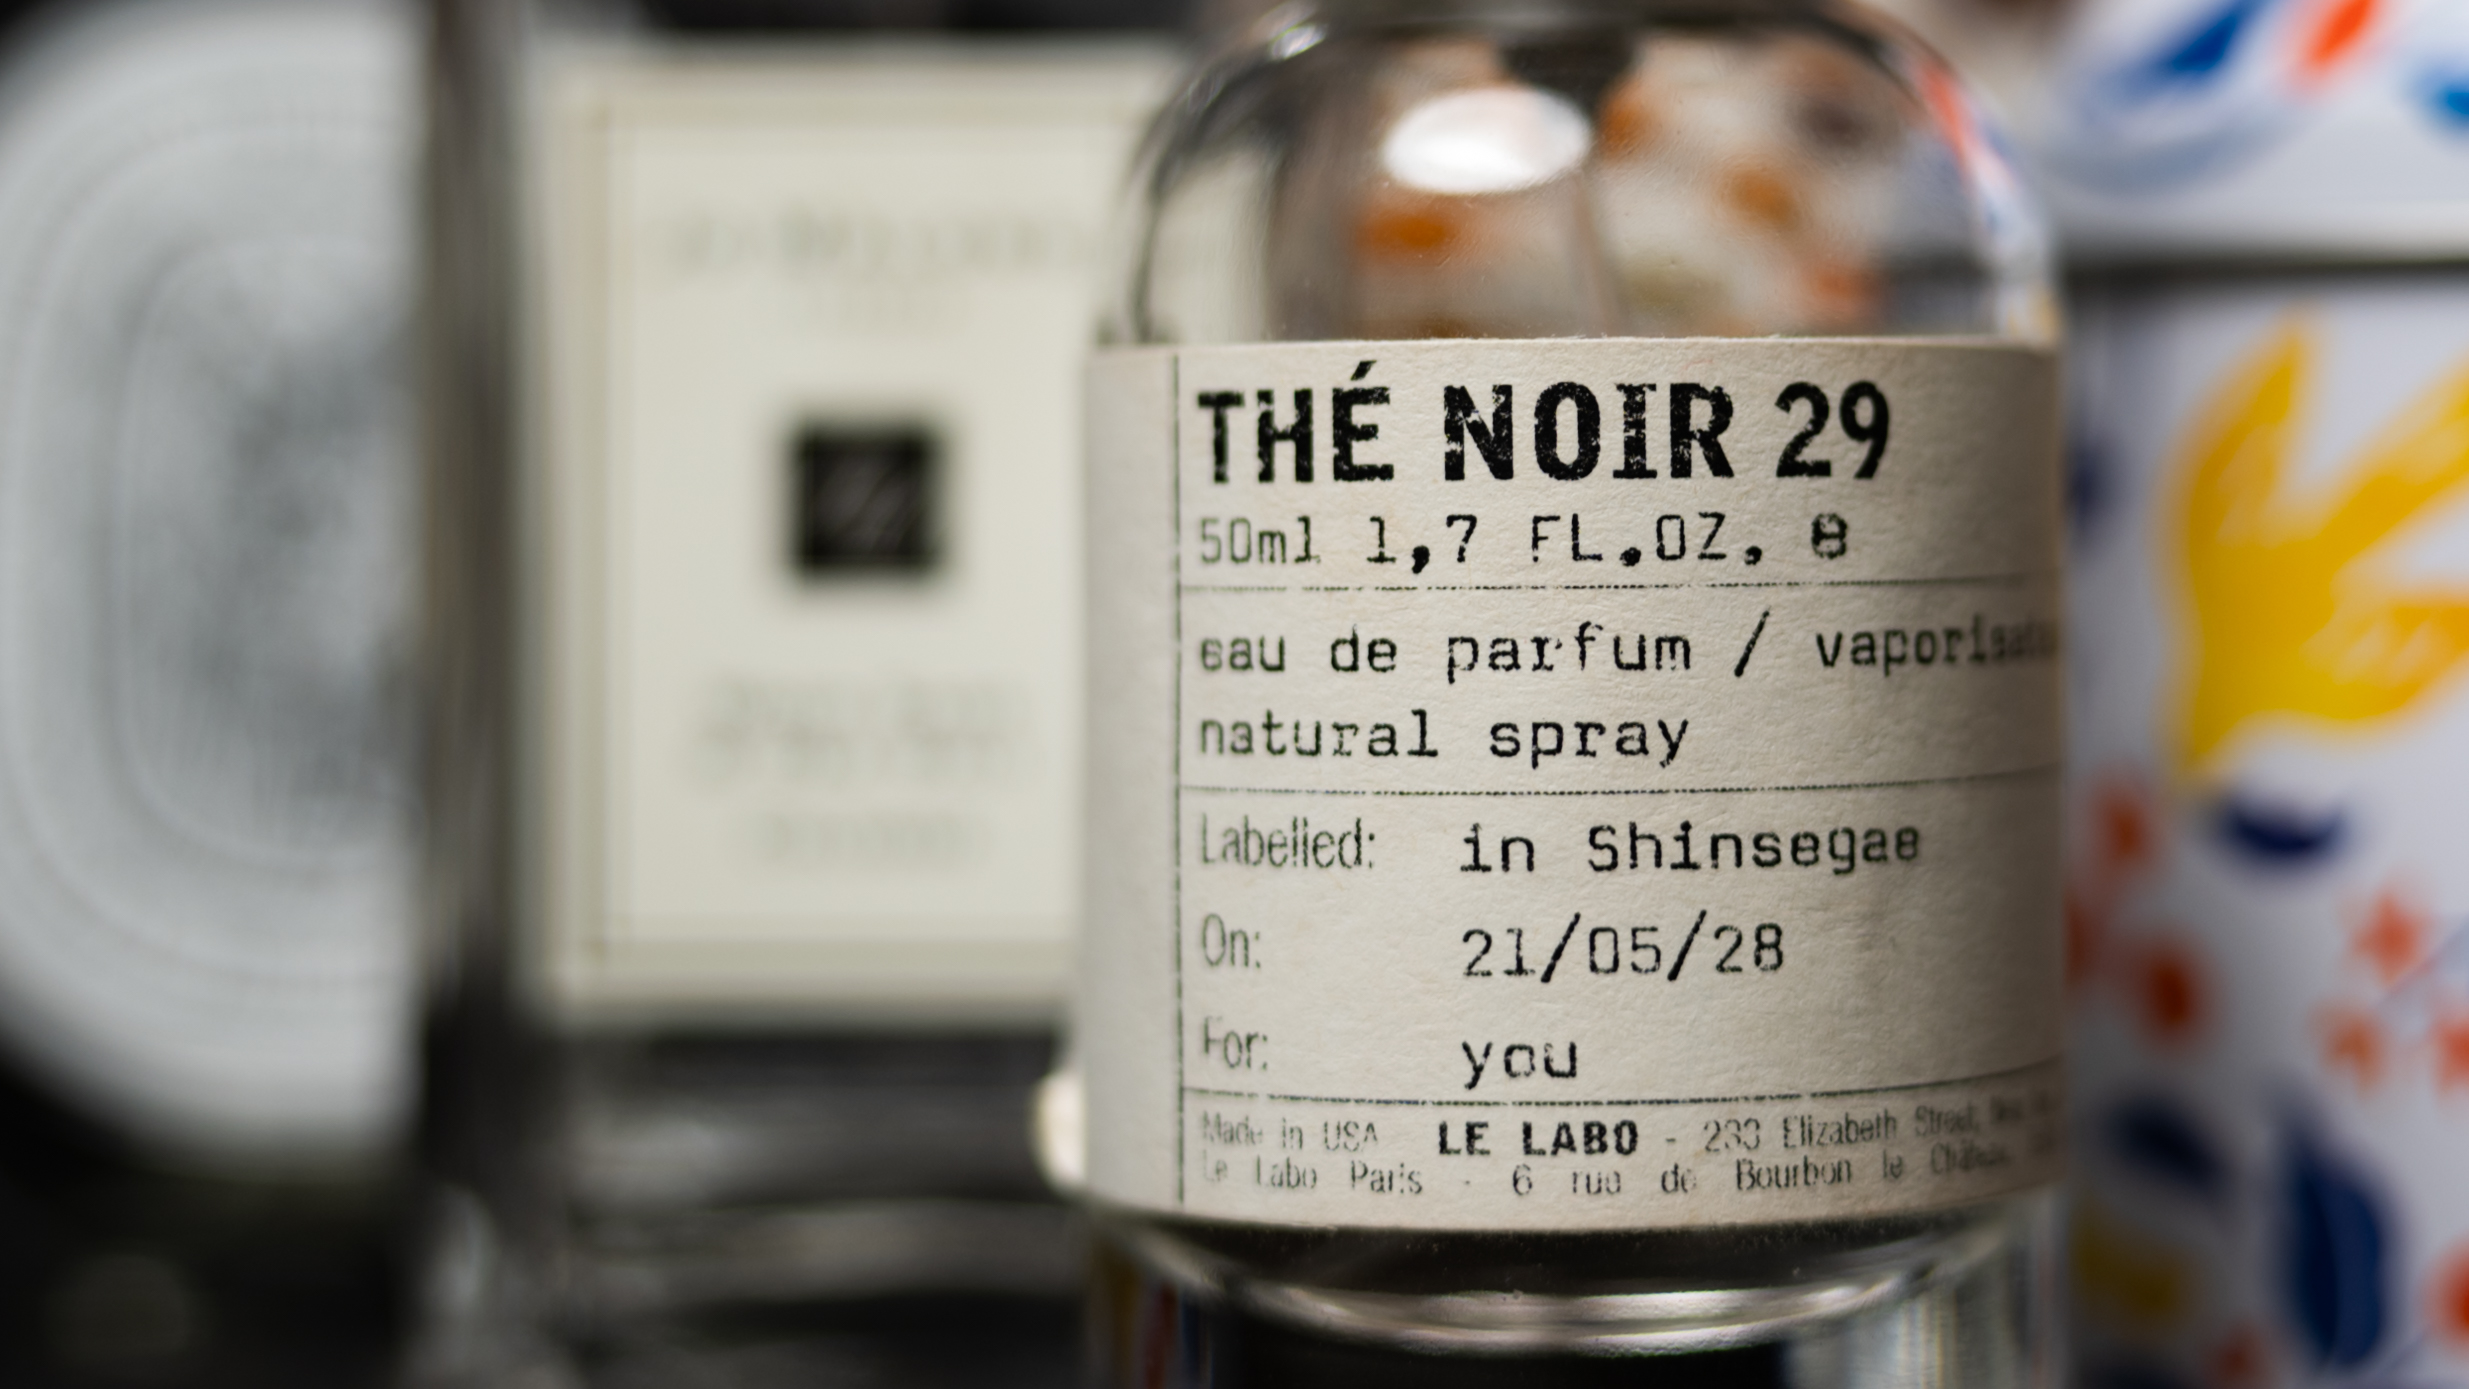 THÉ NOIR 29
50ml 1,7 FL.OZ. e
eau de parfum /
natural spray
Labelled: in Shinsegae
On: 21/05/28
For: you
Made in USA LE LABO - 233 Elizabeth Street,
Le Labo Paris - 6 rue de Bourbon le